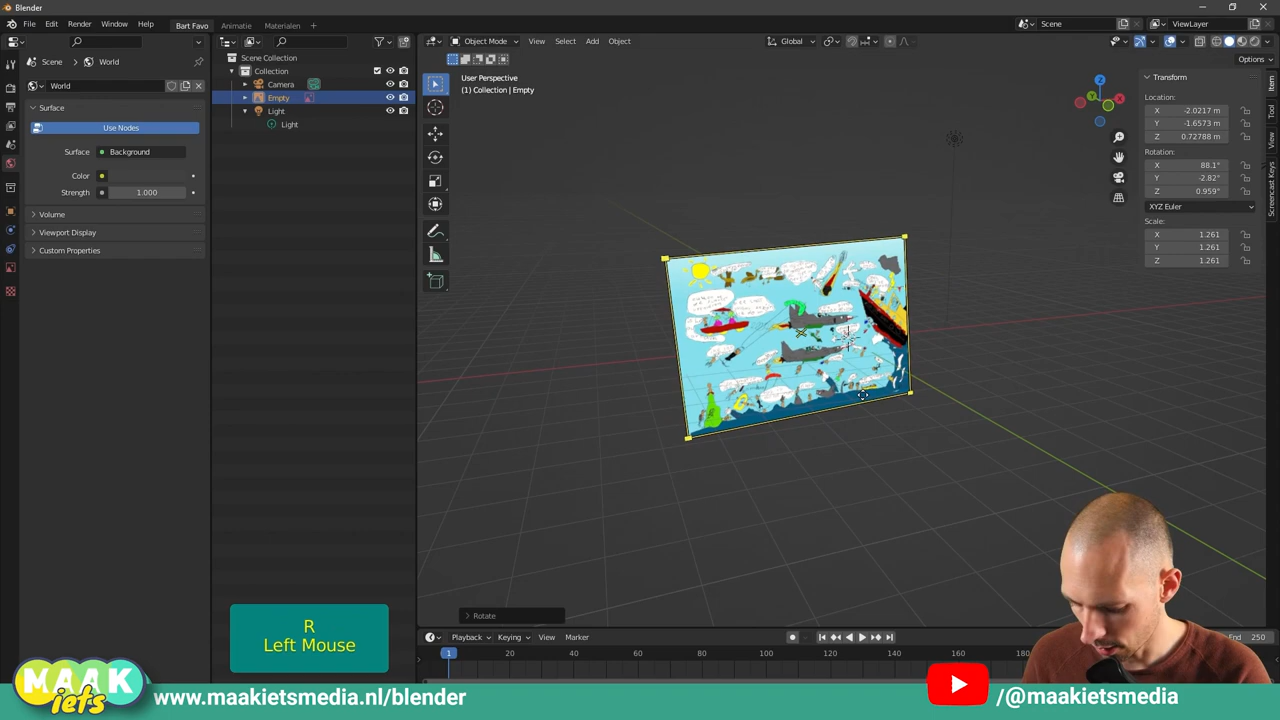 Blender
File Edit Render Window Help Bart Favo Animatie Materialen + Scene ViewLayer
Object Mode View Select Add Object Global Options
Scene World
World
Surface
Use Nodes
Surface Background
Color
Strength 1.000
Volume
Viewport Display
Custom Properties
Scene Collection
Collection
Camera
Empty
Light
Light
User Perspective
(1) Collection | Empty
Transform
Location:
X -2.0217 m
Y -1.6573 m
Z 0.72788 m
Rotation:
X 88.1°
Y -2.82°
Z 0.959°
XYZ Euler
Scale:
X 1.261
Y 1.261
Z 1.261
Item
Tool
View
Screencast Keys
Z
X
Y
Rotate
R
Left Mouse
Playback Keying View Marker End 250
1 20 40 60 80 100 120 140 160 180
MAAK
iets
www.maakietsmedia.nl/blender
/@maakietsmedia